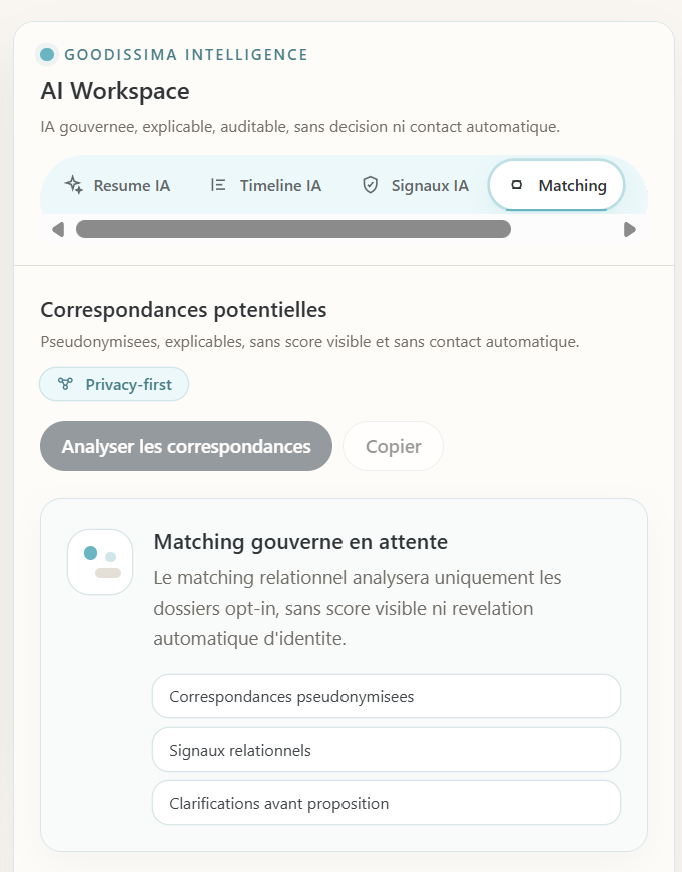 GOODISSIMA INTELLIGENCE
AI Workspace
IA gouvernee, explicable, auditable, sans decision ni contact automatique.
Resume IA
Timeline IA
Signaux IA
Matching
Correspondances potentielles
Pseudonymisees, explicables, sans score visible et sans contact automatique.
Privacy-first
Analyser les correspondances
Copier
Matching gouverne en attente
Le matching relationnel analysera uniquement les
dossiers opt-in, sans score visible ni revelation
automatique d'identite.
Correspondances pseudonymisees
Signaux relationnels
Clarifications avant proposition